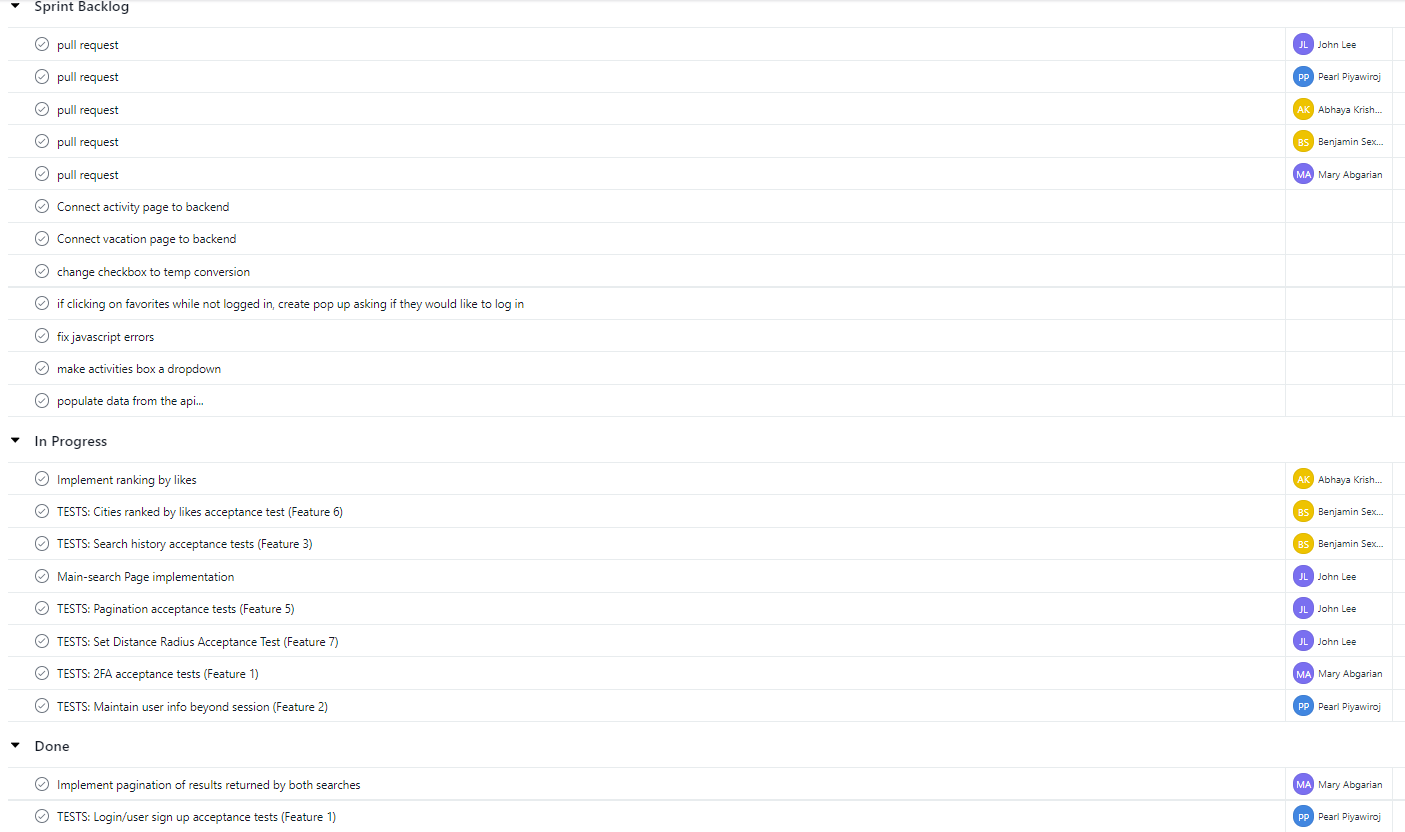 Sprint Backlog
pull request JL John Lee
pull request PP Pearl Piyawiroj
pull request AK Abhaya Krish...
pull request BS Benjamin Sex...
pull request MA Mary Abgarian
Connect activity page to backend
Connect vacation page to backend
change checkbox to temp conversion
if clicking on favorites while not logged in, create pop up asking if they would like to log in
fix javascript errors
make activities box a dropdown
populate data from the api...
In Progress
Implement ranking by likes AK Abhaya Krish...
TESTS: Cities ranked by likes acceptance test (Feature 6) BS Benjamin Sex...
TESTS: Search history acceptance tests (Feature 3) BS Benjamin Sex...
Main-search Page implementation JL John Lee
TESTS: Pagination acceptance tests (Feature 5) JL John Lee
TESTS: Set Distance Radius Acceptance Test (Feature 7) JL John Lee
TESTS: 2FA acceptance tests (Feature 1) MA Mary Abgarian
TESTS: Maintain user info beyond session (Feature 2) PP Pearl Piyawiroj
Done
Implement pagination of results returned by both searches MA Mary Abgarian
TESTS: Login/user sign up acceptance tests (Feature 1) PP Pearl Piyawiroj